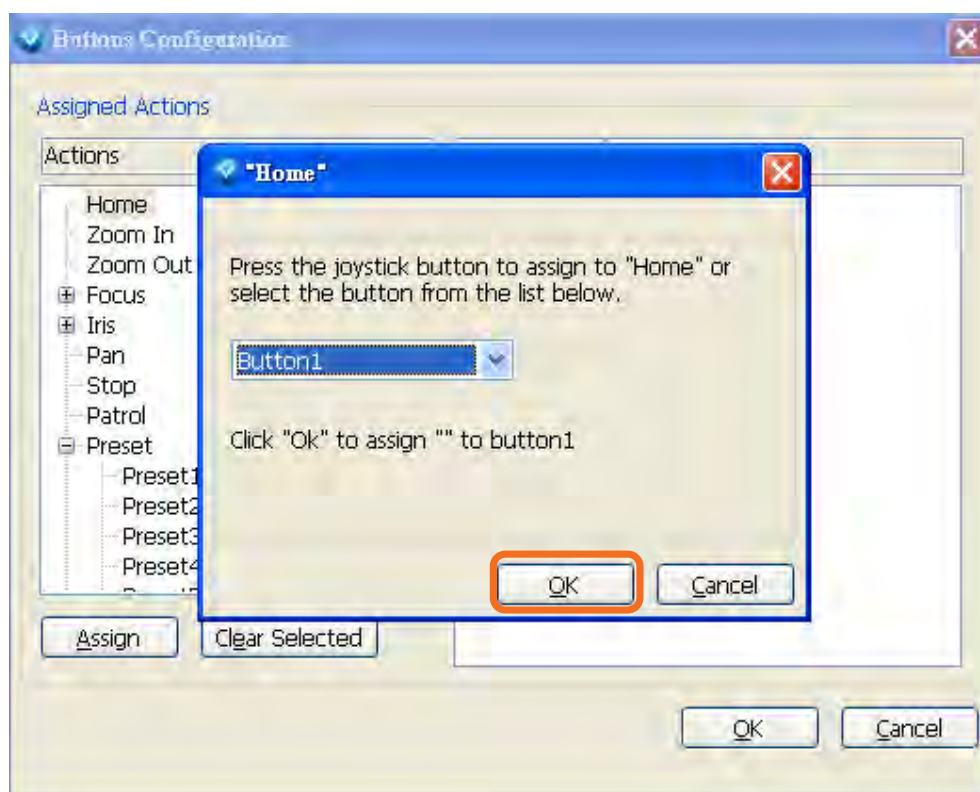 Buttons Configuration
Assigned Actions
Actions
Home
Zoom In
Zoom Out
Focus
Iris
Pan
Stop
Patrol
Preset
Preset1
Preset2
Preset3
Preset4
"Home"
Press the joystick button to assign to "Home" or
select the button from the list below.
Button1
Click "Ok" to assign "" to button1
OK
Cancel
Assign
Clear Selected
OK
Cancel